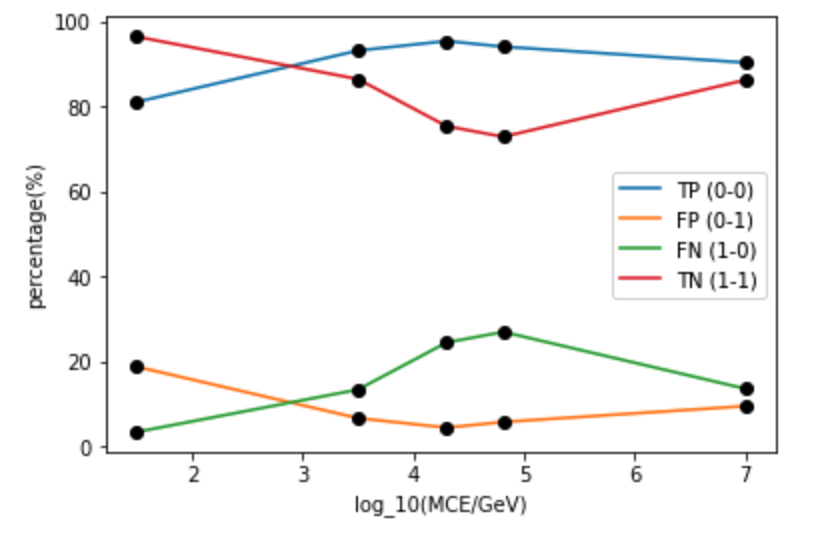 100
80
60
40
20
0
percentage(%)
TP (0-0)
FP (0-1)
FN (1-0)
TN (1-1)
2 3 4 5 6 7
log_10(MCE/GeV)